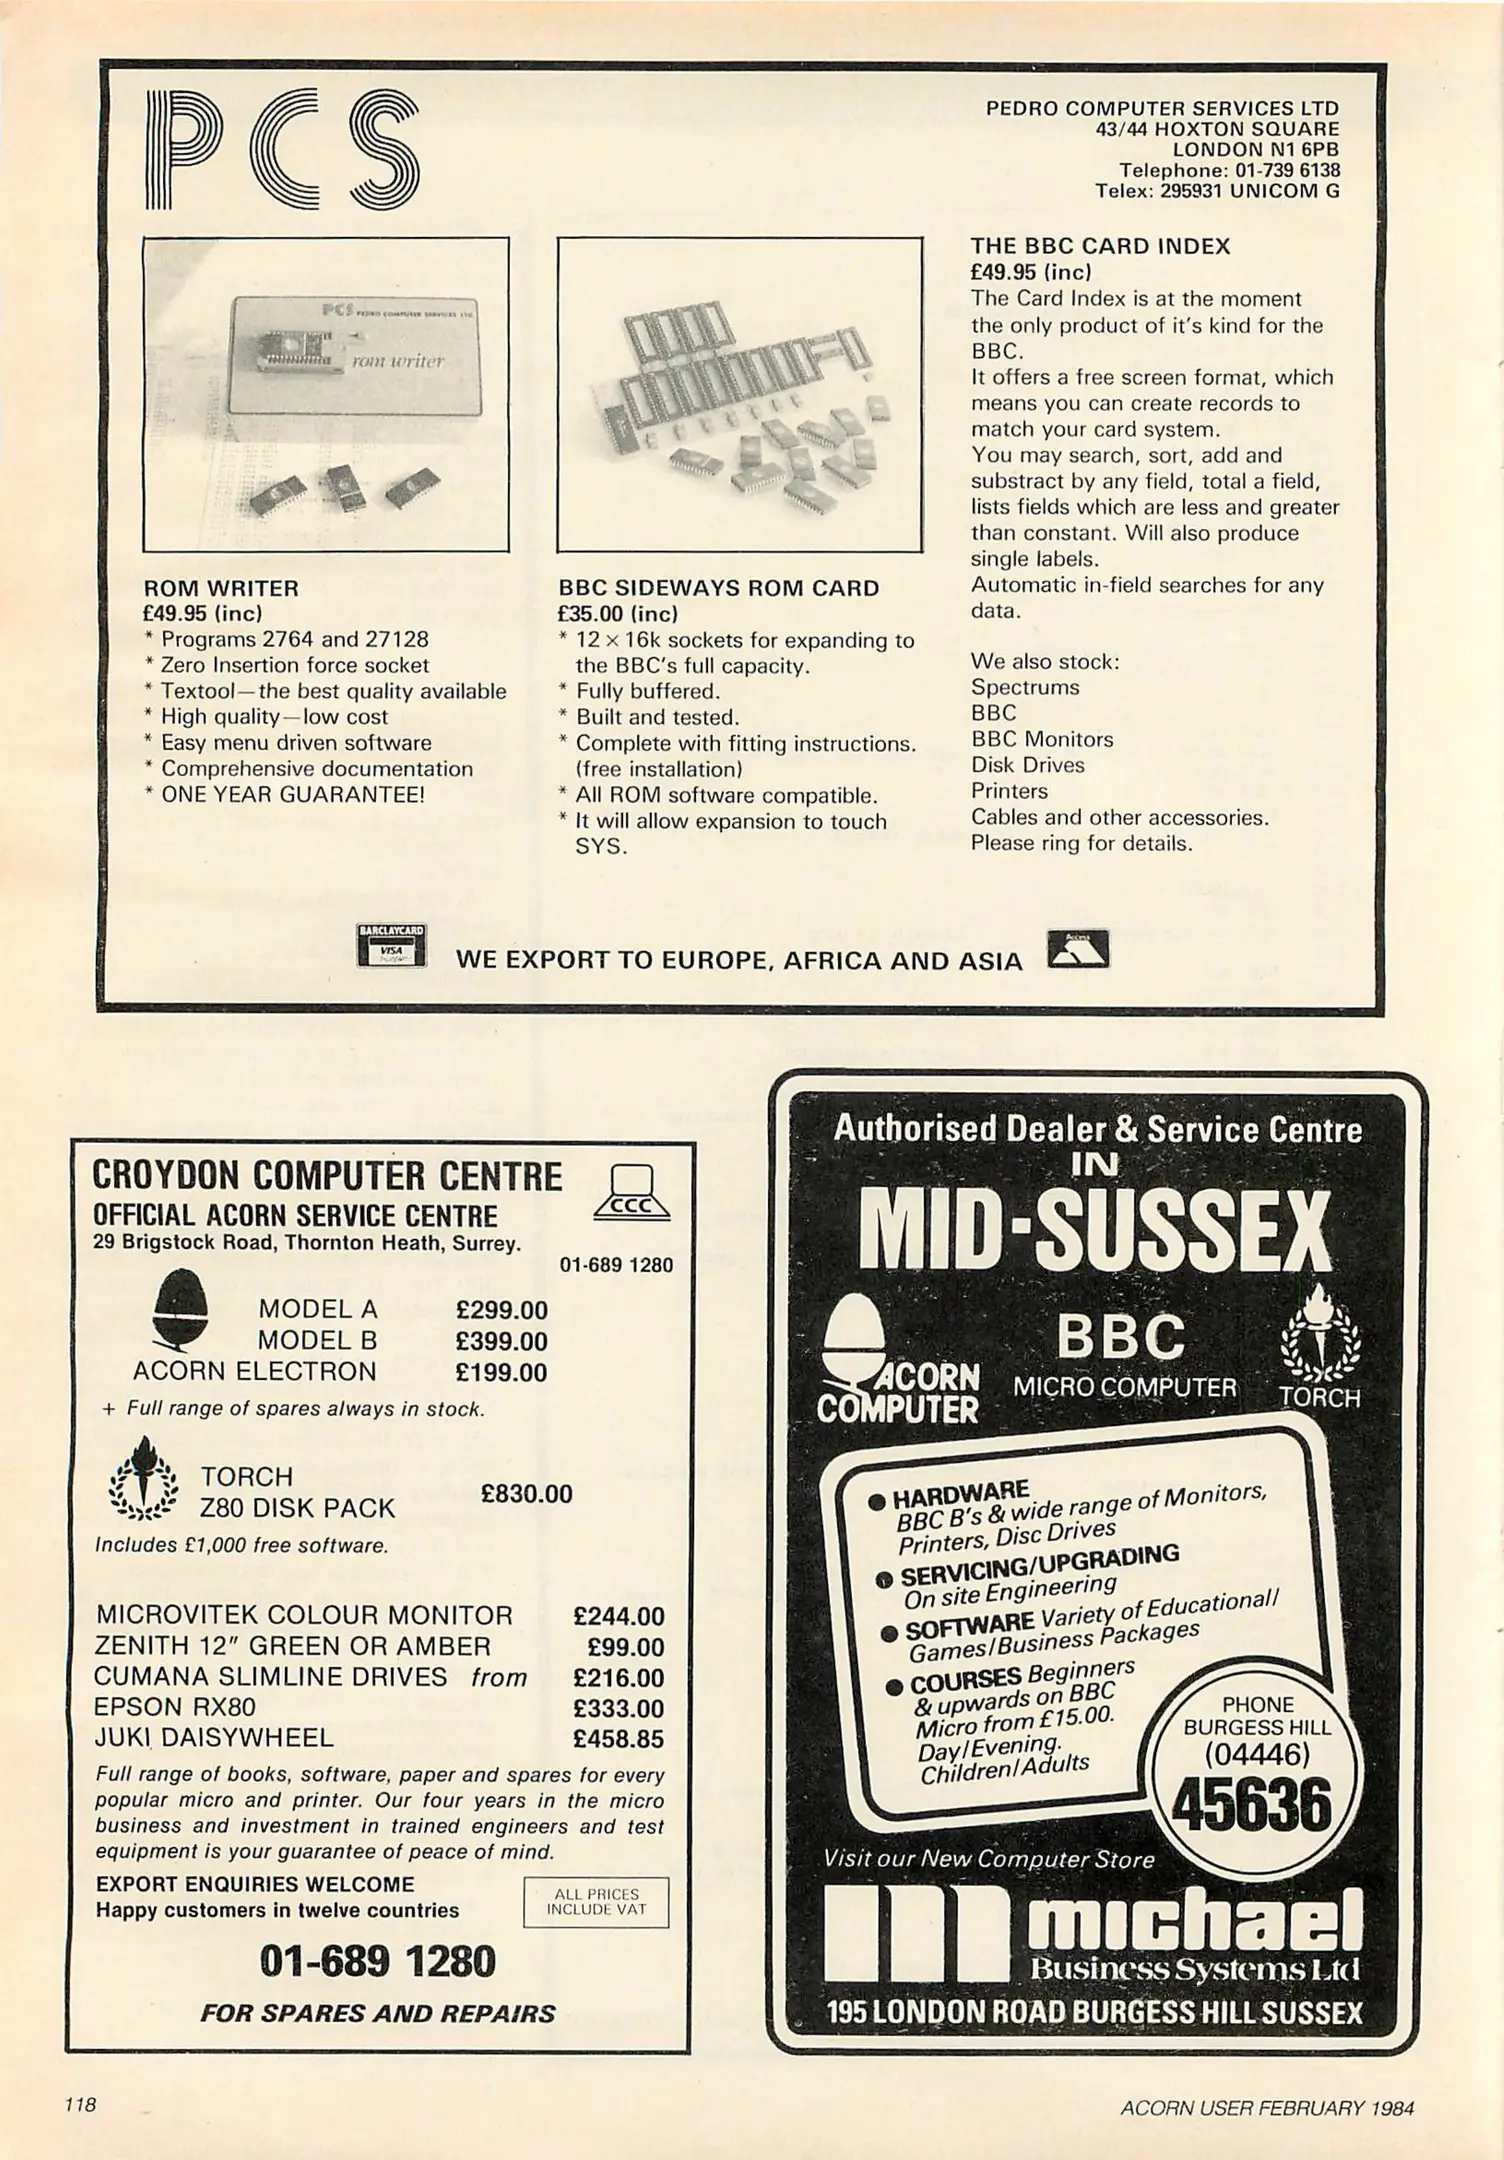 PCS
PEDRO COMPUTER SERVICES LTD
43/44 HOXTON SQUARE
LONDON N1 6PB
Telephone: 01-739 6138
Telex: 295931 UNICOM G
PCS PEDRO COMPUTER SERVICES LTD.
rom writer
ROM WRITER
£49.95 (inc)
* Programs 2764 and 27128
* Zero Insertion force socket
* Textool—the best quality available
* High quality—low cost
* Easy menu driven software
* Comprehensive documentation
* ONE YEAR GUARANTEE!
BBC SIDEWAYS ROM CARD
£35.00 (inc)
* 12 × 16k sockets for expanding to
the BBC's full capacity.
* Fully buffered.
* Built and tested.
* Complete with fitting instructions.
(free installation)
* All ROM software compatible.
* It will allow expansion to touch
SYS.
THE BBC CARD INDEX
£49.95 (inc)
The Card Index is at the moment
the only product of it's kind for the
BBC.
It offers a free screen format, which
means you can create records to
match your card system.
You may search, sort, add and
substract by any field, total a field,
lists fields which are less and greater
than constant. Will also produce
single labels.
Automatic in-field searches for any
data.
We also stock:
Spectrums
BBC
BBC Monitors
Disk Drives
Printers
Cables and other accessories.
Please ring for details.
BARCLAYCARD
VISA
WE EXPORT TO EUROPE, AFRICA AND ASIA
Access
CROYDON COMPUTER CENTRE
OFFICIAL ACORN SERVICE CENTRE
CCC
29 Brigstock Road, Thornton Heath, Surrey.
01-689 1280
MODEL A £299.00
MODEL B £399.00
ACORN ELECTRON £199.00
+ Full range of spares always in stock.
TORCH
Z80 DISK PACK £830.00
Includes £1,000 free software.
MICROVITEK COLOUR MONITOR £244.00
ZENITH 12" GREEN OR AMBER £99.00
CUMANA SLIMLINE DRIVES from £216.00
EPSON RX80 £333.00
JUKI DAISYWHEEL £458.85
Full range of books, software, paper and spares for every
popular micro and printer. Our four years in the micro
business and investment in trained engineers and test
equipment is your guarantee of peace of mind.
EXPORT ENQUIRIES WELCOME
Happy customers in twelve countries
ALL PRICES
INCLUDE VAT
01-689 1280
FOR SPARES AND REPAIRS
Authorised Dealer & Service Centre
IN
MID-SUSSEX
ACORN
COMPUTER
BBC
MICRO COMPUTER
TORCH
● HARDWARE
BBC B's & wide range of Monitors,
Printers, Disc Drives
● SERVICING/UPGRADING
On site Engineering
● SOFTWARE Variety of Educational/
Games/Business Packages
● COURSES Beginners
& upwards on BBC
Micro from £15.00.
Day/Evening.
Children/Adults
PHONE
BURGESS HILL
(04446)
45636
Visit our New Computer Store
m michael
Business Systems Ltd
195 LONDON ROAD BURGESS HILL SUSSEX
118
ACORN USER FEBRUARY 1984